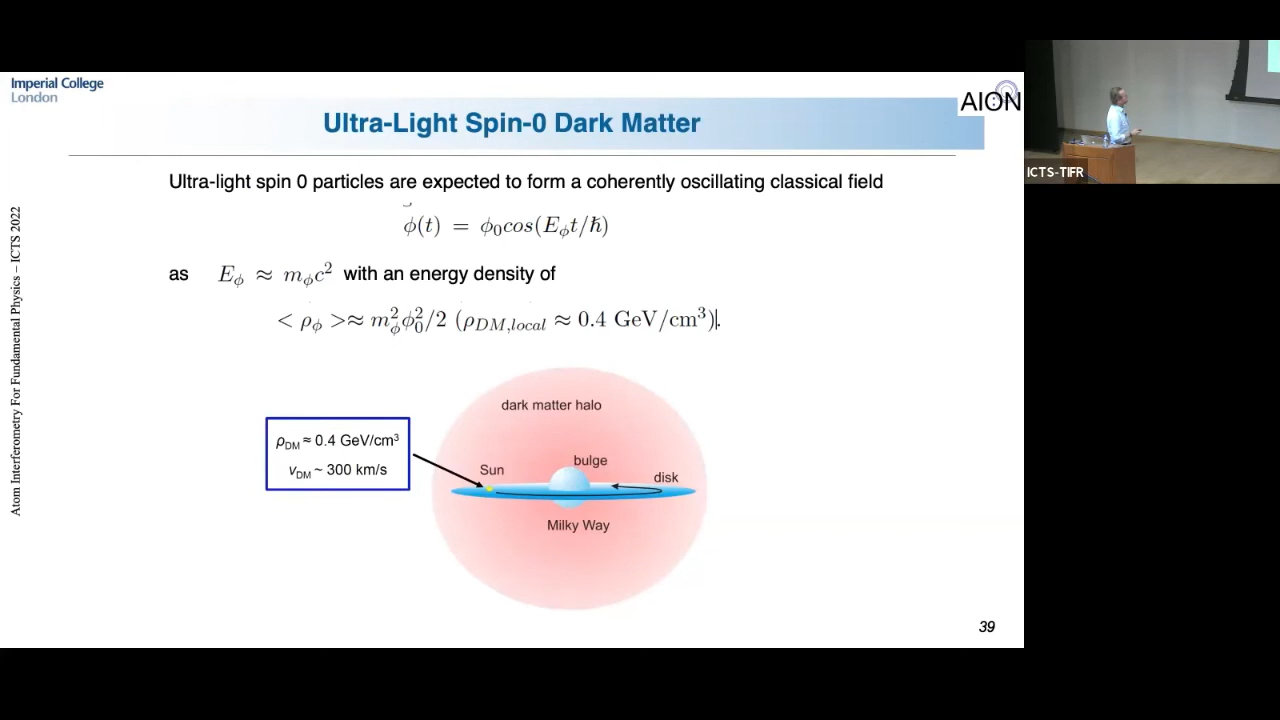 Imperial College
London
AION
Ultra-Light Spin-0 Dark Matter
Ultra-light spin 0 particles are expected to form a coherently oscillating classical field
ϕ(t) = ϕ₀cos(E_ϕt/ħ)
as E_ϕ ≈ m_ϕc² with an energy density of
< ρ_ϕ >≈ m_ϕ²ϕ₀²/2 (ρ_{DM,local} ≈ 0.4 GeV/cm³).
dark matter halo
ρ_DM ≈ 0.4 GeV/cm³
v_DM ~ 300 km/s
bulge
Sun
disk
Milky Way
Atom Interferometry For Fundamental Physics – ICTS 2022
39
ICTS-TIFR